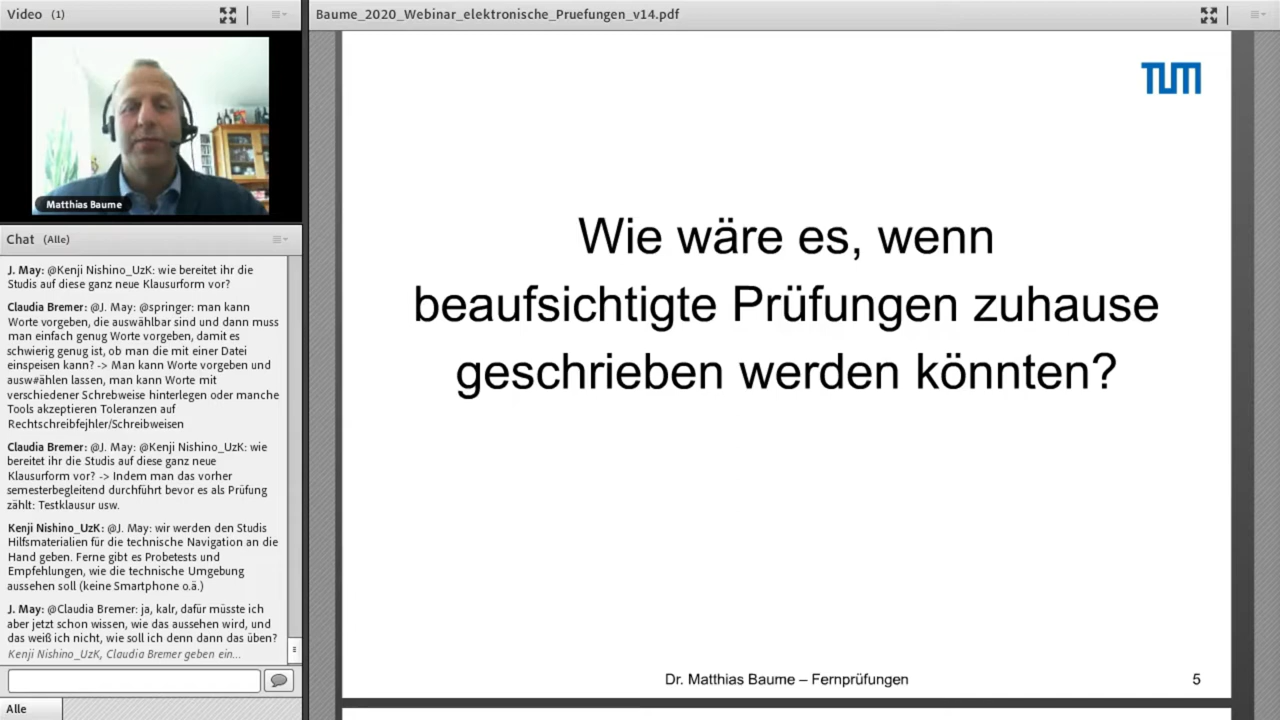 Video (1)
Matthias Baume
Chat (Alle)
J. May: @Kenji Nishino_UzK: wie bereitet ihr die
Studis auf diese ganz neue Klausurform vor?
Claudia Bremer: @J. May: @springer: man kann
Worte vorgeben, die auswählbar sind und dann muss
man einfach genug Worte vorgeben, damit es
schwierig genug ist, ob man die mit einer Datei
einspeisen kann? -> Man kann Worte vorgeben und
ausw#ählen lassen, man kann Worte mit
verschiedener Schrebweise hinterlegen oder manche
Tools akzeptieren Toleranzen auf
Rechtschreibfejhler/Schreibweisen
Claudia Bremer: @J. May: @Kenji Nishino_UzK: wie
bereitet ihr die Studis auf diese ganz neue
Klausurform vor? -> Indem man das vorher
semesterbegleitend durchführt bevor es als Prüfung
zählt: Testklausur usw.
Kenji Nishino_UzK: @J. May: wir werden den Studis
Hilfsmaterialien für die technische Navigation an die
Hand geben. Ferne gibt es Probetests und
Empfehlungen, wie die technische Umgebung
aussehen soll (keine Smartphone o.ä.)
J. May: @Claudia Bremer: ja, kalr, dafür müsste ich
aber jetzt schon wissen, wie das aussehen wird, und
das weiß ich nicht, wie soll ich denn dann das üben?
Kenji Nishino_UzK, Claudia Bremer geben ein...
Alle
Baume_2020_Webinar_elektronische_Pruefungen_v14.pdf
TUM
Wie wäre es, wenn
beaufsichtigte Prüfungen zuhause
geschrieben werden könnten?
Dr. Matthias Baume – Fernprüfungen
5